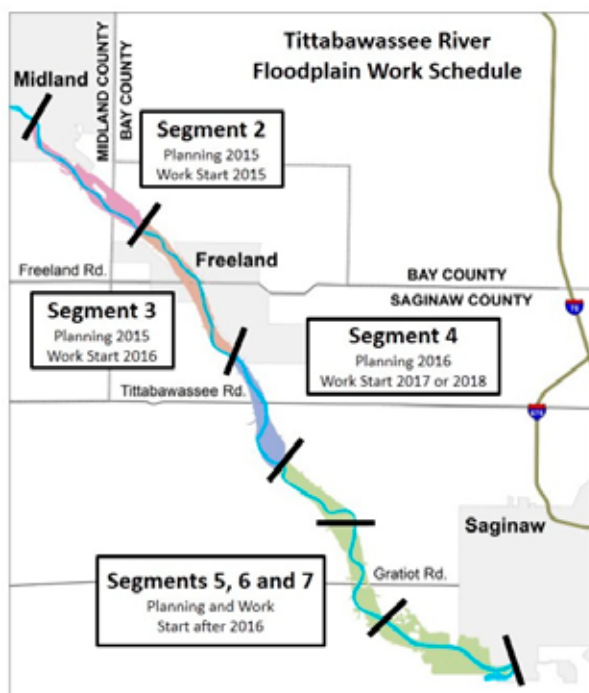 Tittabawassee River
Floodplain Work Schedule
Midland
MIDLAND COUNTY
BAY COUNTY
Segment 2
Planning 2015
Work Start 2015
Freeland
Freeland Rd.
BAY COUNTY
SAGINAW COUNTY
75
Segment 3
Planning 2015
Work Start 2016
Segment 4
Planning 2016
Work Start 2017 or 2018
Tittabawassee Rd.
675
Saginaw
Segments 5, 6 and 7
Planning and Work
Start after 2016
Gratiot Rd.